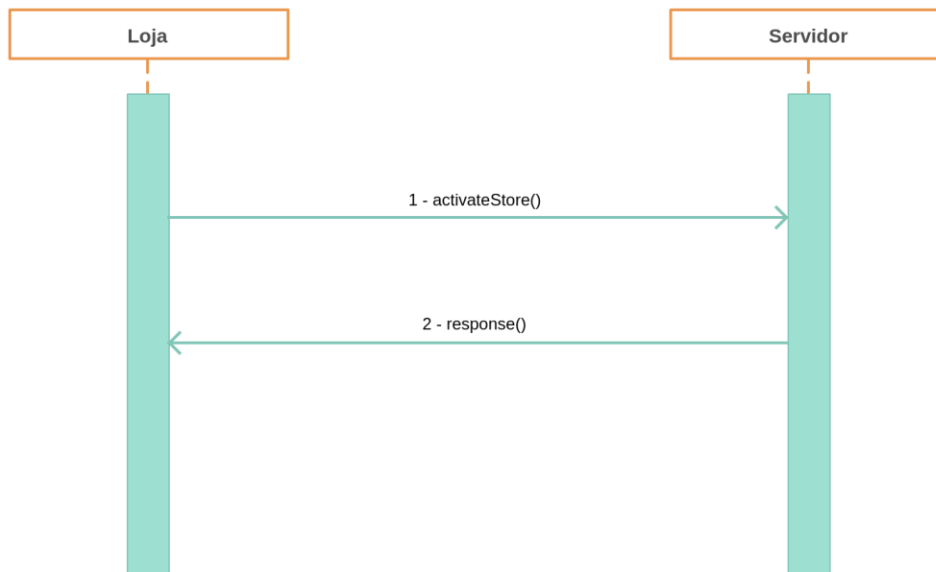 Loja
Servidor
1 - activateStore()
2 - response()